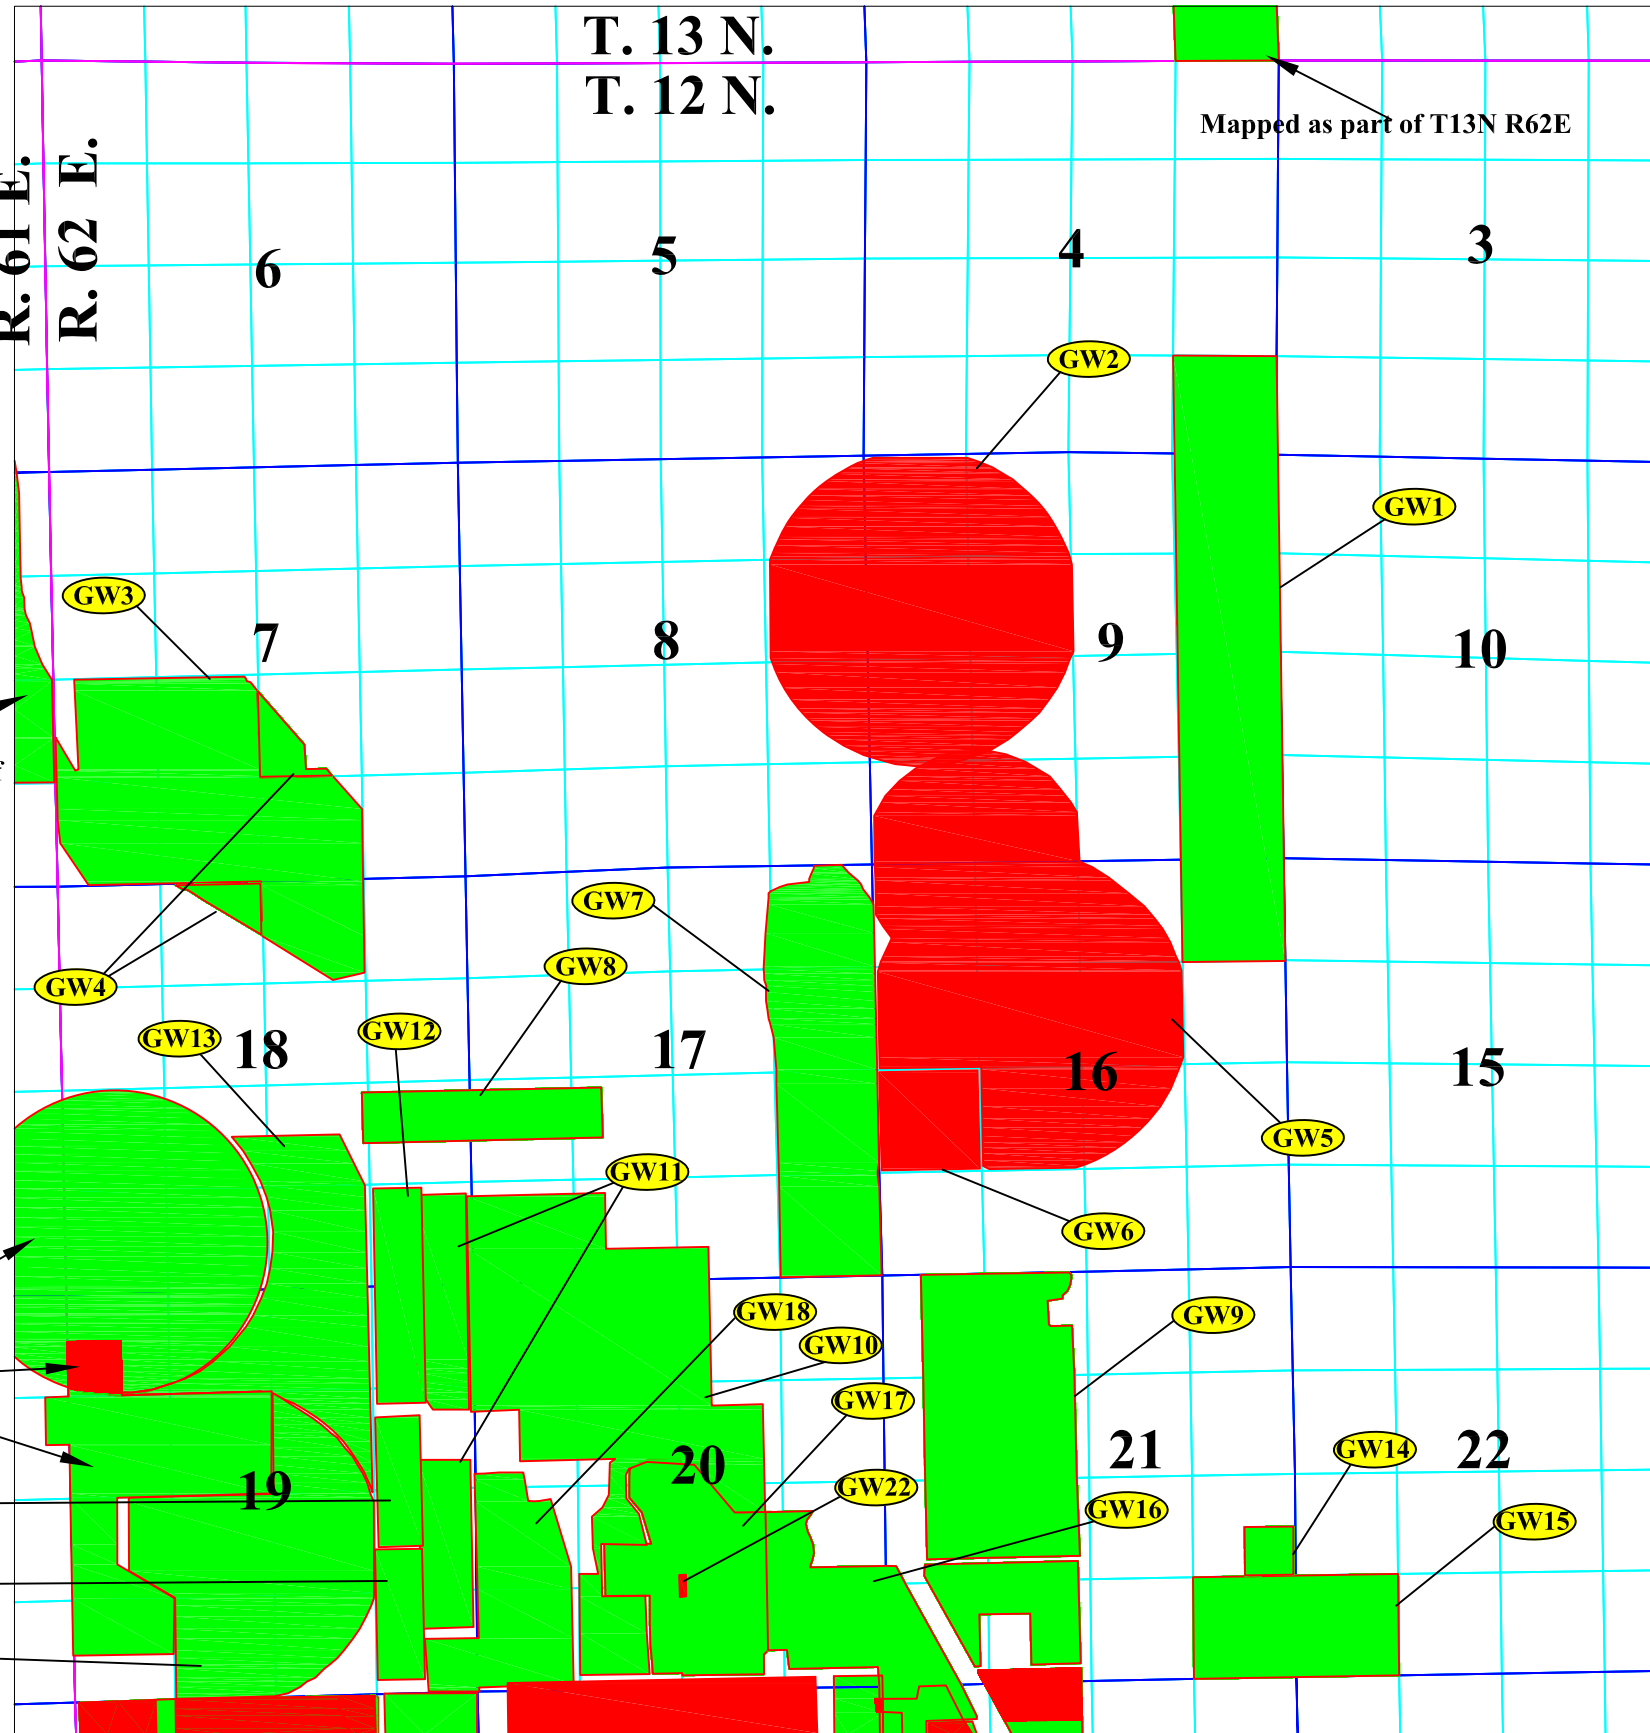 T. 13 N.
T. 12 N.
Mapped as part of T13N R62E
R. 61 E.
R. 62 E.
6
5
4
3
GW2
GW1
GW3
7
8
9
10
GW7
GW8
GW4
GW12
GW13
18
17
16
15
GW5
GW11
GW6
GW18
GW9
GW10
GW17
19
20
21
22
GW14
GW22
GW16
GW15